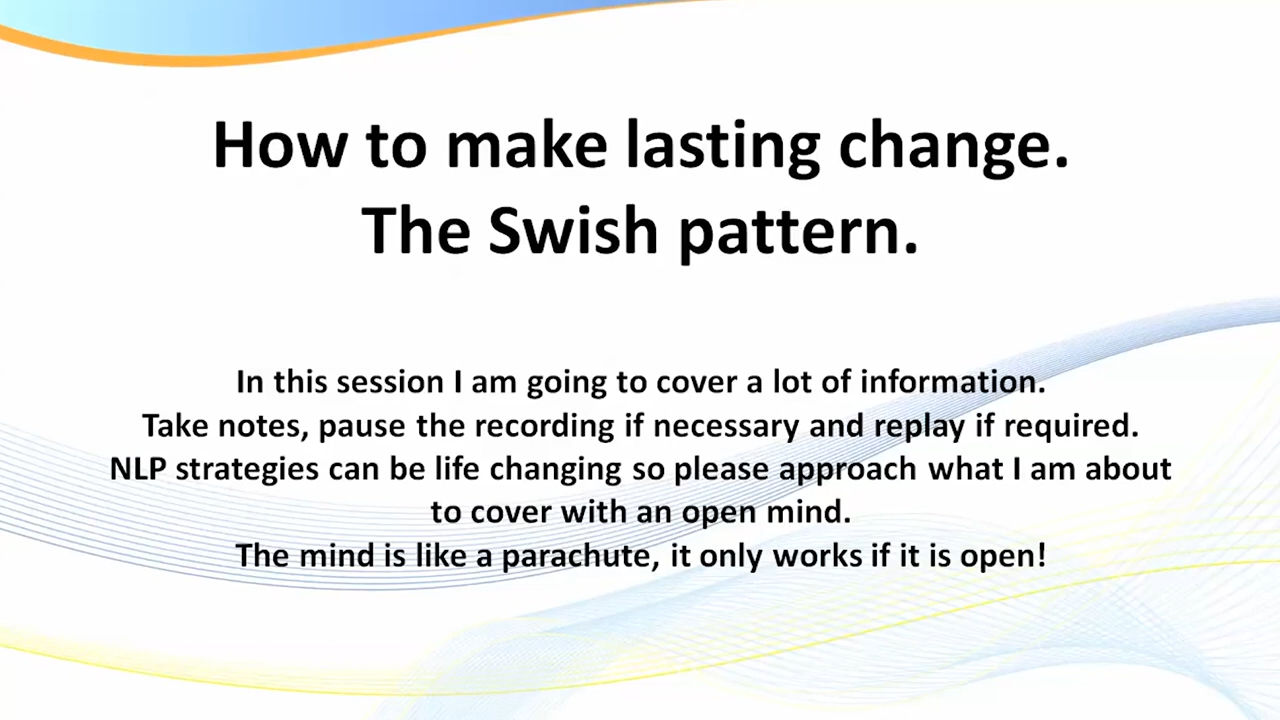 How to make lasting change.
The Swish pattern.
In this session I am going to cover a lot of information.
Take notes, pause the recording if necessary and replay if required.
NLP strategies can be life changing so please approach what I am about
to cover with an open mind.
The mind is like a parachute, it only works if it is open!